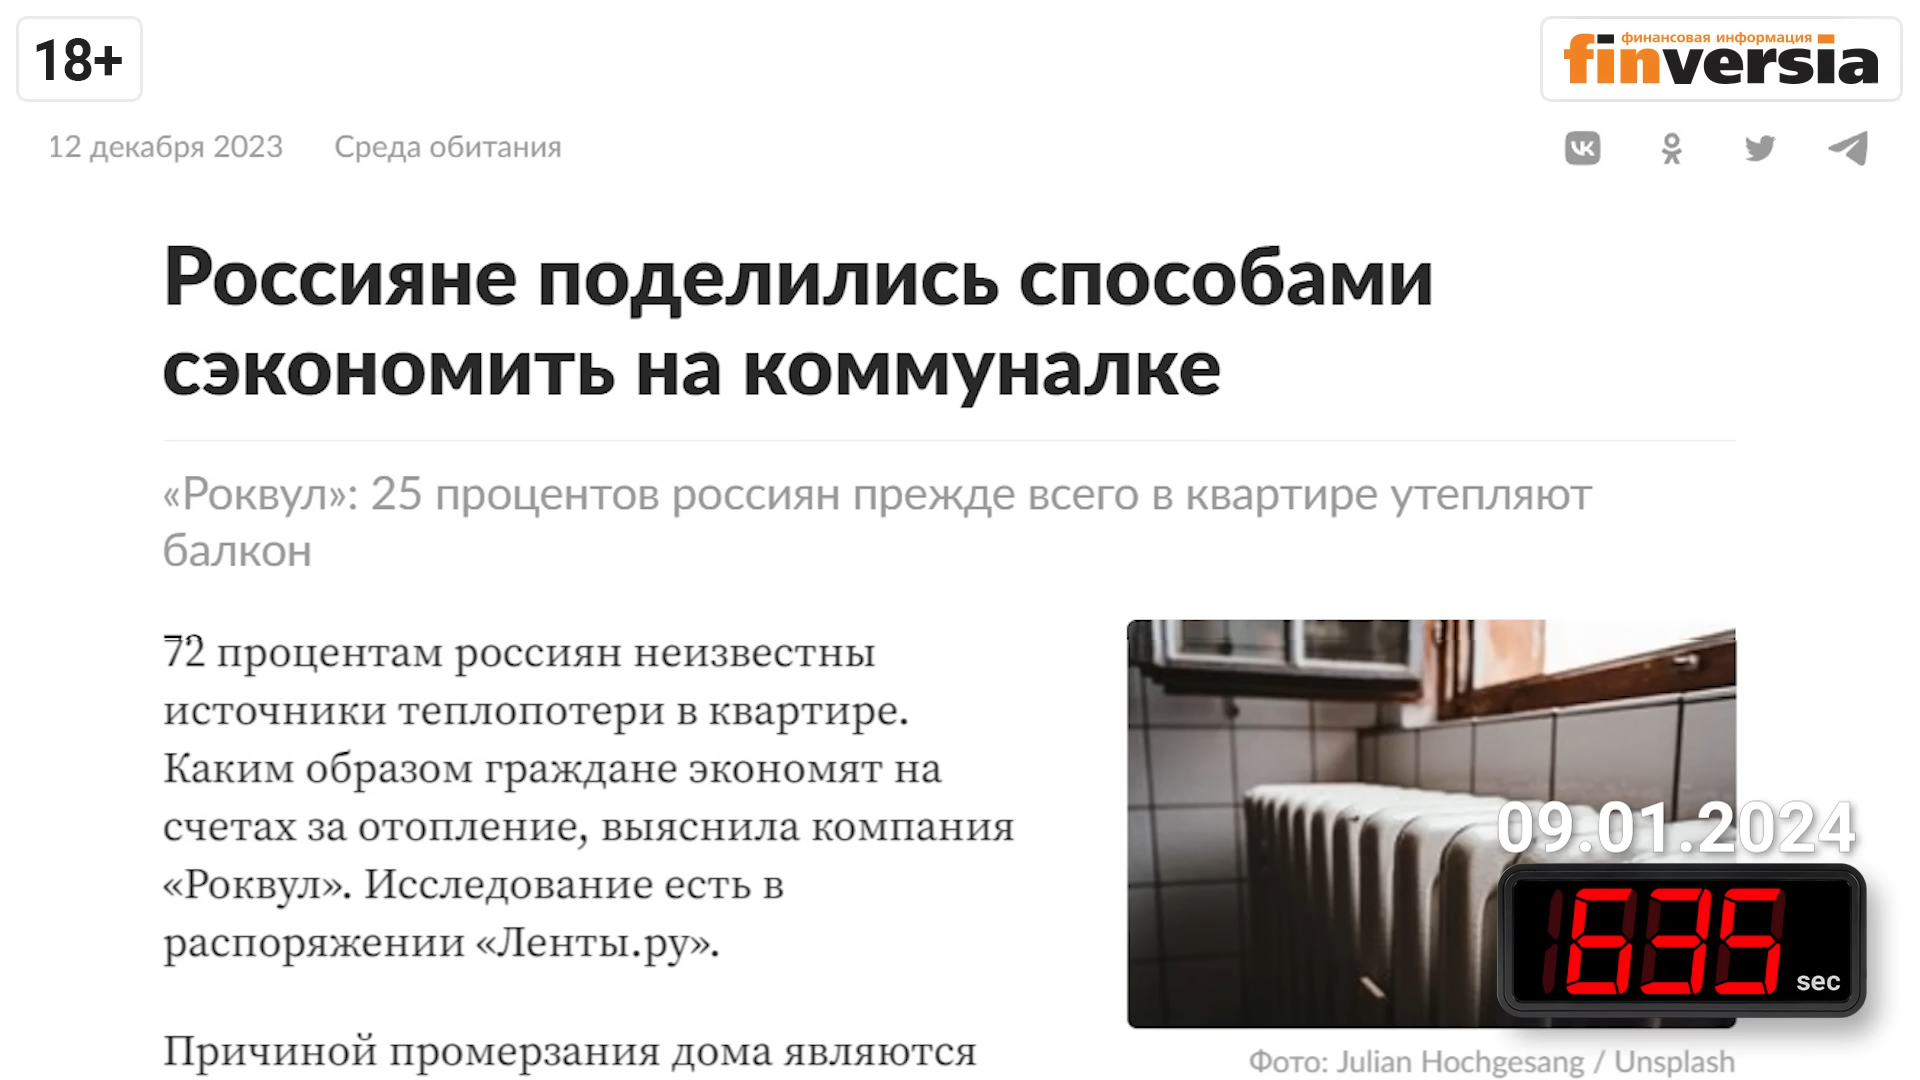 18+
финансовая информация
finversia
12 декабря 2023 Среда обитания
Россияне поделились способами
сэкономить на коммуналке
«Роквул»: 25 процентов россиян прежде всего в квартире утепляют
балкон
72 процентам россиян неизвестны
источники теплопотери в квартире.
Каким образом граждане экономят на
счетах за отопление, выяснила компания
«Роквул». Исследование есть в
распоряжении «Ленты.ру».
Причиной промерзания дома являются
09.01.2024
635 sec
Фото: Julian Hochgesang / Unsplash